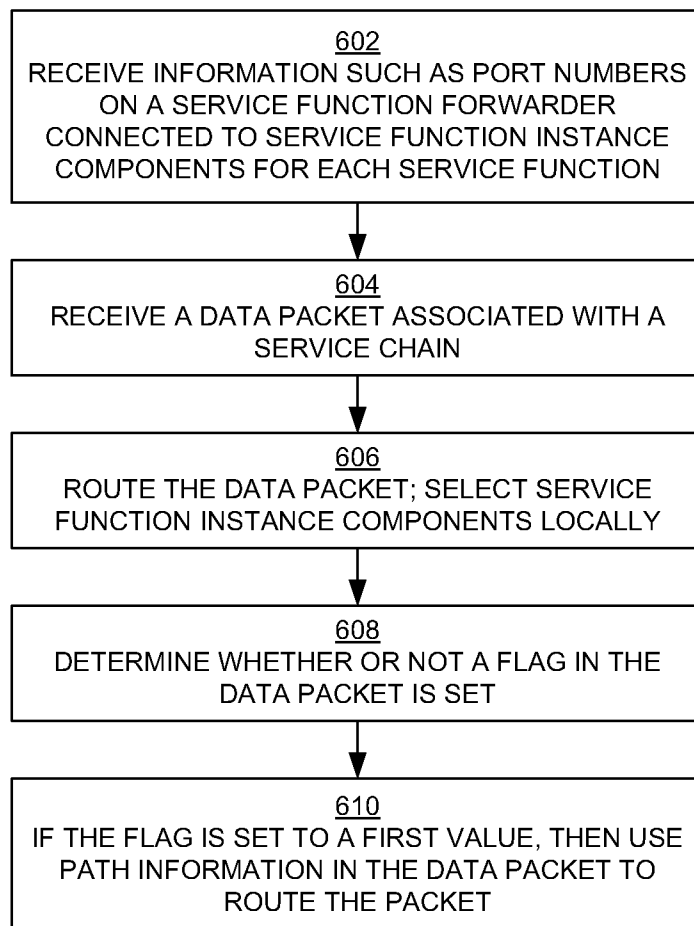 602
RECEIVE INFORMATION SUCH AS PORT NUMBERS
ON A SERVICE FUNCTION FORWARDER
CONNECTED TO SERVICE FUNCTION INSTANCE
COMPONENTS FOR EACH SERVICE FUNCTION
604
RECEIVE A DATA PACKET ASSOCIATED WITH A
SERVICE CHAIN
606
ROUTE THE DATA PACKET; SELECT SERVICE
FUNCTION INSTANCE COMPONENTS LOCALLY
608
DETERMINE WHETHER OR NOT A FLAG IN THE
DATA PACKET IS SET
610
IF THE FLAG IS SET TO A FIRST VALUE, THEN USE
PATH INFORMATION IN THE DATA PACKET TO
ROUTE THE PACKET